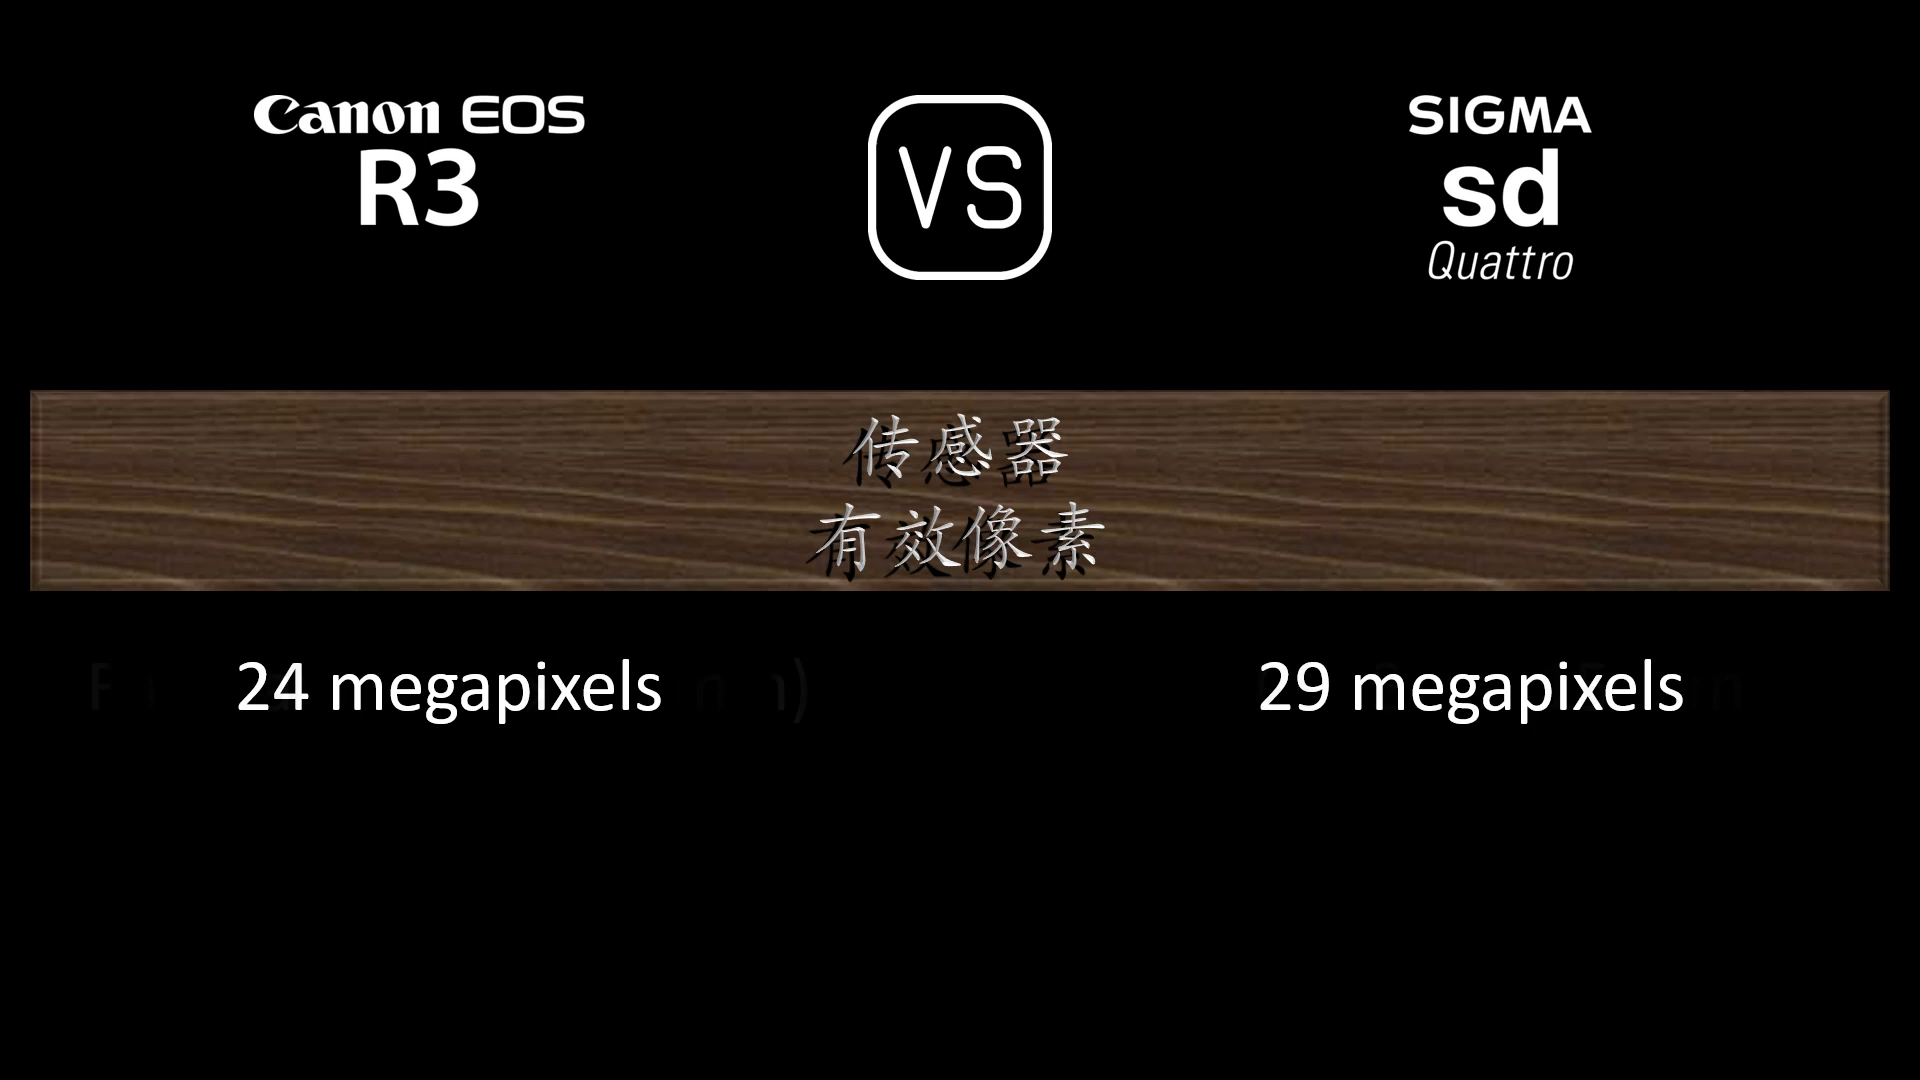 Canon EOS
R3
VS
SIGMA
sd
Quattro
传感器
有效像素
24 megapixels
29 megapixels